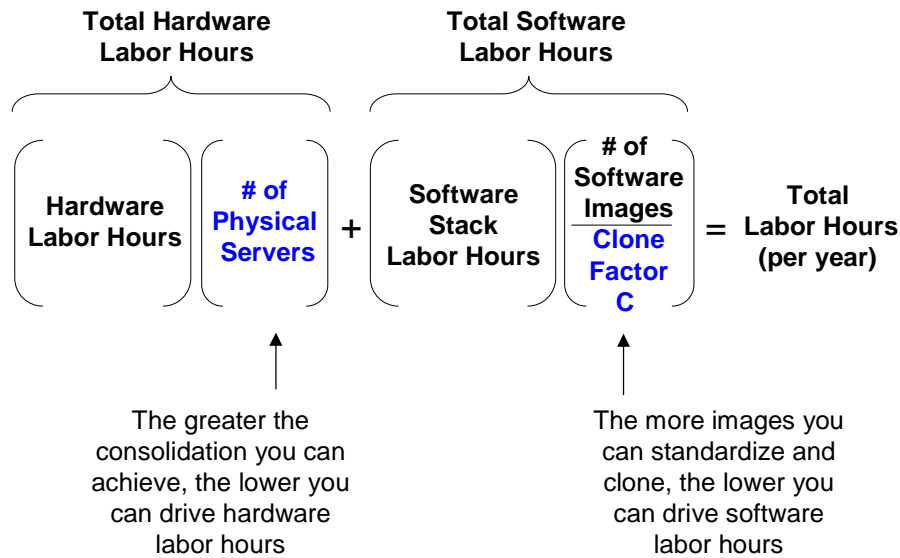 Total Hardware
Labor Hours
Total Software
Labor Hours
Hardware
Labor Hours
# of
Physical
Servers
+
Software
Stack
Labor Hours
# of
Software
Images
Clone
Factor
C
=
Total
Labor Hours
(per year)
The greater the
consolidation you can
achieve, the lower you
can drive hardware
labor hours
The more images you
can standardize and
clone, the lower you
can drive software
labor hours